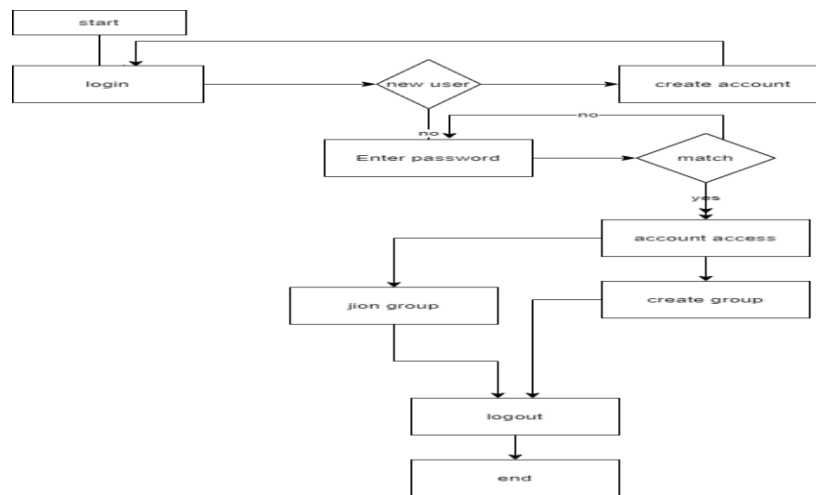 start
login
new user
create account
no
no
Enter password
match
yes
account access
jion group
create group
logout
end